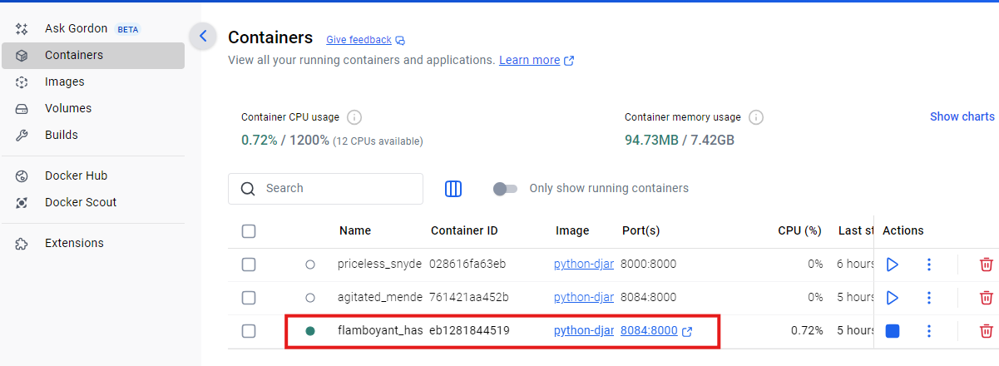 Ask Gordon BETA
Containers
Images
Volumes
Builds
Docker Hub
Docker Scout
Extensions
Containers Give feedback
View all your running containers and applications. Learn more
Container CPU usage
0.72% / 1200% (12 CPUs available)
Container memory usage
94.73MB / 7.42GB
Show charts
Search
Only show running containers
Name Container ID Image Port(s) CPU (%) Last st Actions
priceless_snyde 028616fa63eb python-djar 8000:8000 0% 6 hours
agitated_mende 761421aa452b python-djar 8084:8000 0% 5 hours
flamboyant_has eb1281844519 python-djar 8084:8000 0.72% 5 hours